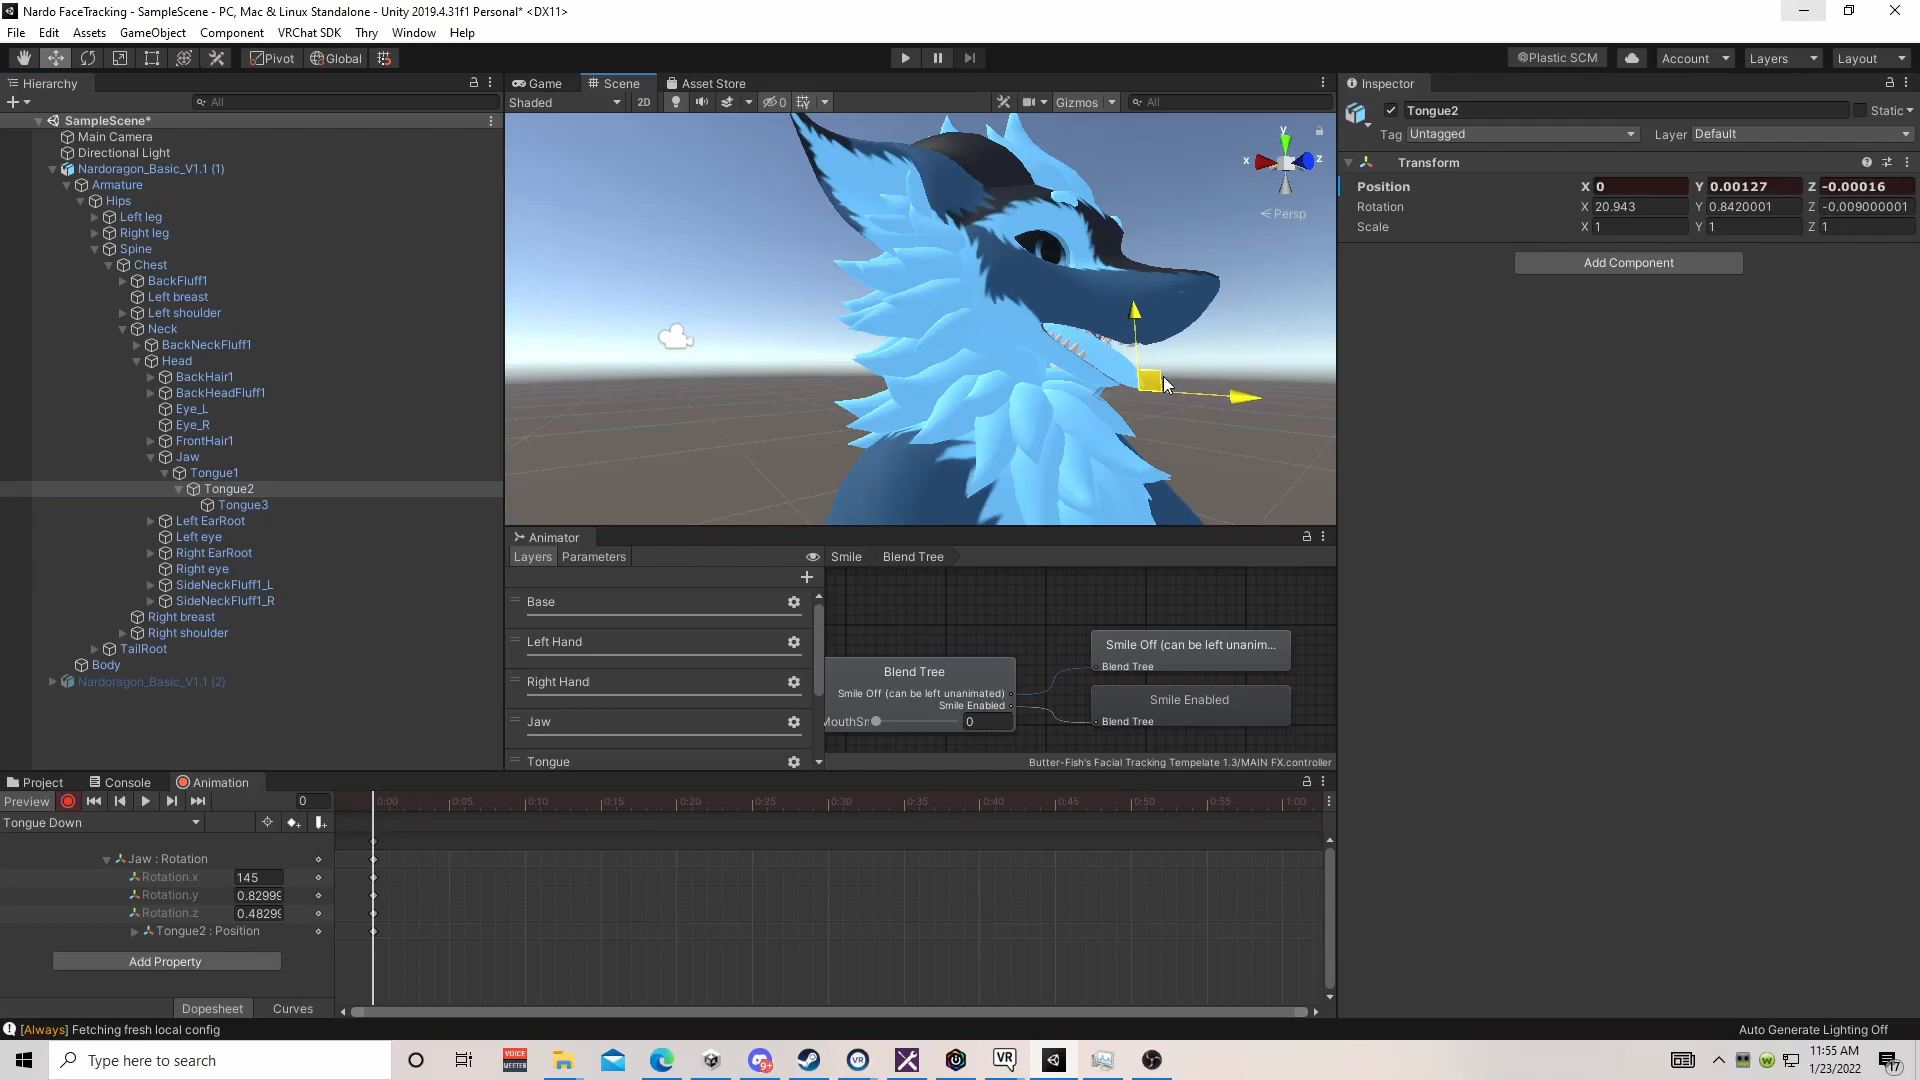 Nardo FaceTracking - SampleScene - PC, Mac & Linux Standalone - Unity 2019.4.31f1 Personal* <DX11>
File Edit Assets GameObject Component VRChat SDK Thry Window Help
Pivot Global Plastic SCM Account Layers Layout
Hierarchy
All
SampleScene*
Main Camera
Directional Light
Nardoragon_Basic_V1.1 (1)
Armature
Hips
Left leg
Right leg
Spine
Chest
BackFluff1
Left breast
Left shoulder
Neck
BackNeckFluff1
Head
BackHair1
BackHeadFluff1
Eye_L
Eye_R
FrontHair1
Jaw
Tongue1
Tongue2
Tongue3
Left EarRoot
Left eye
Right EarRoot
Right eye
SideNeckFluff1_L
SideNeckFluff1_R
Right breast
Right shoulder
TailRoot
Body
Nardoragon_Basic_V1.1 (2)
Game Scene Asset Store
Shaded 2D 0 Gizmos All
y
x z
Persp
Inspector
Tongue2 Static
Tag Untagged Layer Default
Transform
Position X 0 Y 0.00127 Z -0.00016
Rotation X 20.943 Y 0.8420001 Z -0.009000001
Scale X 1 Y 1 Z 1
Add Component
Animator
Layers Parameters Smile Blend Tree
Base
Left Hand
Right Hand
Jaw
Tongue
Blend Tree
Smile Off (can be left unanimated)
Smile Enabled
MouthSm 0
Smile Off (can be left unanim...
Blend Tree
Smile Enabled
Blend Tree
Butter-Fish's Facial Tracking Template 1.3/MAIN FX.controller
Project Console Animation
Preview 0 0:00 0:05 0:10 0:15 0:20 0:25 0:30 0:35 0:40 0:45 0:50 0:55 1:00
Tongue Down
Jaw : Rotation
Rotation.x 145
Rotation.y 0.82999
Rotation.z 0.48299
Tongue2 : Position
Add Property
Dopesheet Curves
[Always] Fetching fresh local config
Auto Generate Lighting Off
Type here to search
VOICE MEETER
9+
VR
VR
11:55 AM
1/23/2022
17